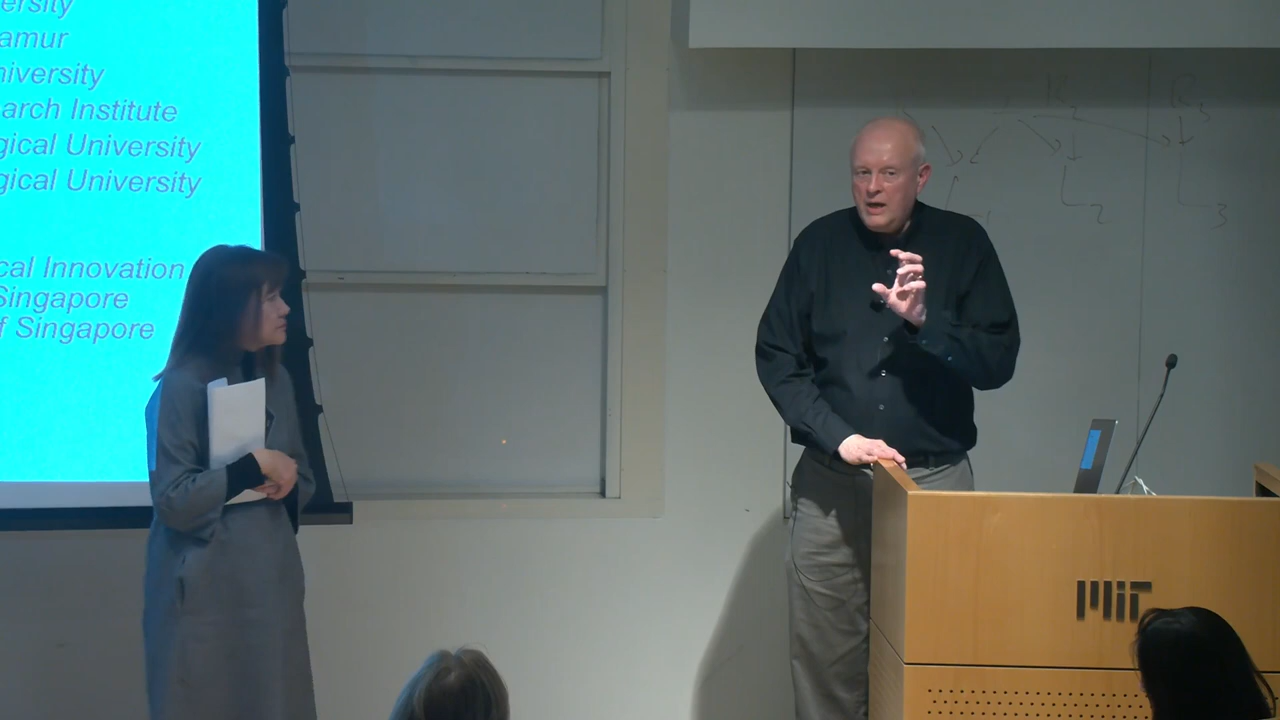 ersity
amur
niversity
arch Institute
gical University
gical University
cal Innovation
Singapore
f Singapore
MIT